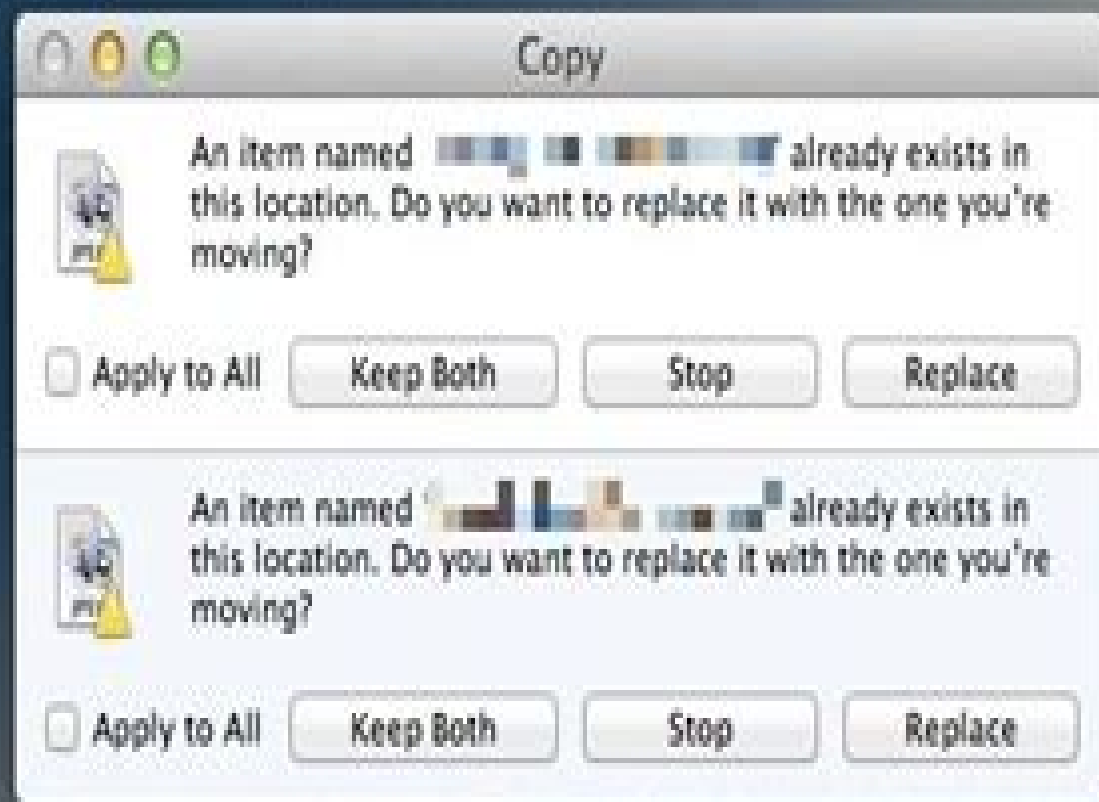 Copy
An item named already exists in
this location. Do you want to replace it with the one you're
moving?
Apply to All Keep Both Stop Replace
An item named already exists in
this location. Do you want to replace it with the one you're
moving?
Apply to All Keep Both Stop Replace